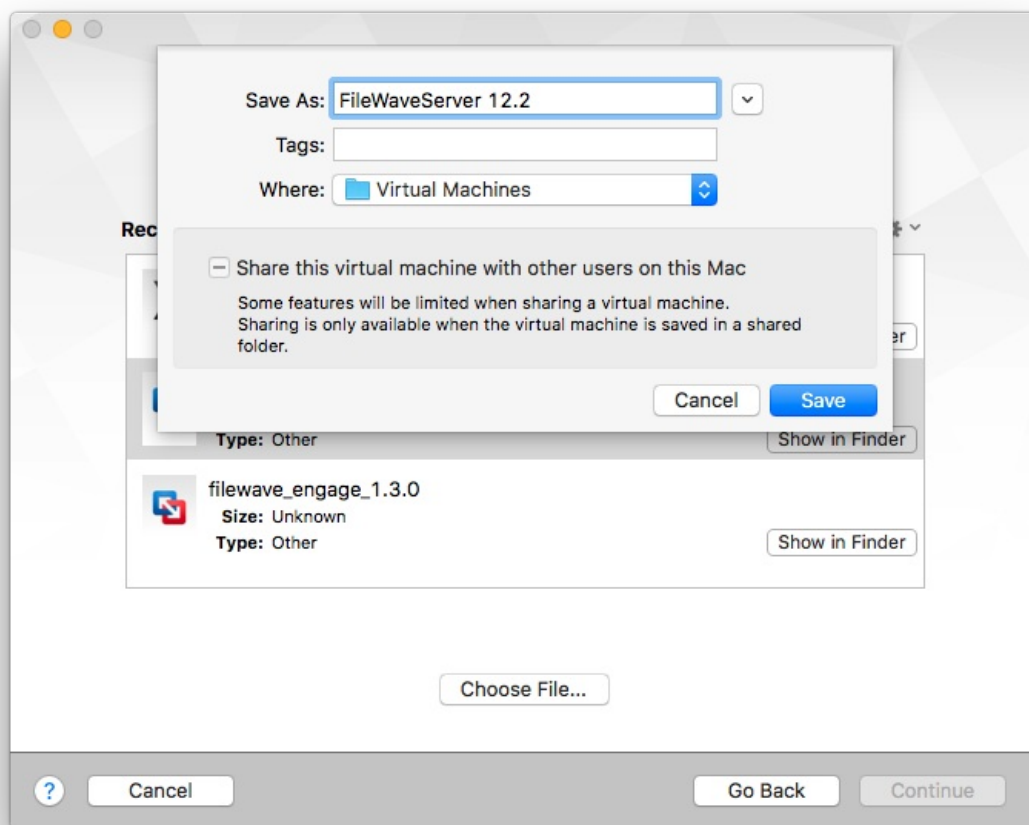 Save As: FileWaveServer 12.2
Tags:
Where: Virtual Machines
Share this virtual machine with other users on this Mac
Some features will be limited when sharing a virtual machine.
Sharing is only available when the virtual machine is saved in a shared
folder.
Cancel Save
Type: Other Show in Finder
filewave_engage_1.3.0
Size: Unknown
Type: Other Show in Finder
Choose File...
? Cancel Go Back Continue